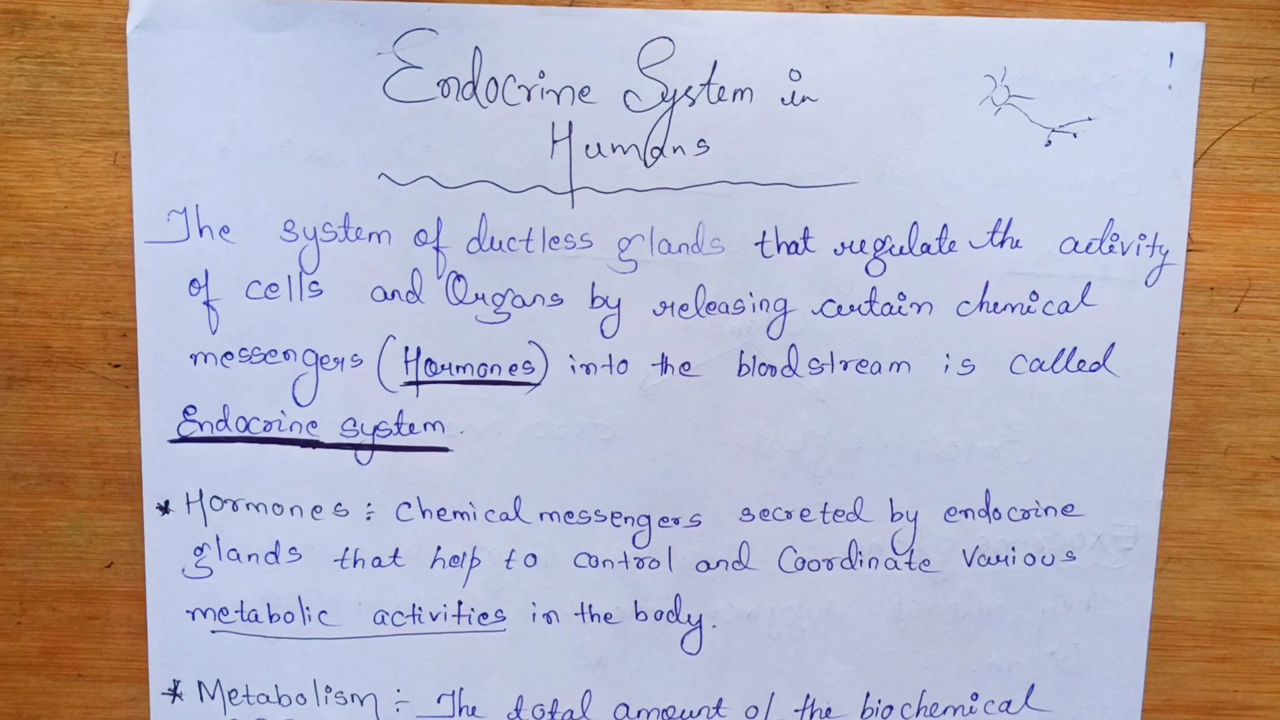 Endocrine System in
Humans
The system of ductless glands that regulate the activity
of cells and Organs by releasing certain chemical
messengers (Hormones) into the bloodstream is called
Endocrine system.
* Hormones : Chemical messengers secreted by endocrine
glands that help to control and Coordinate Various
metabolic activities in the body.
* Metabolism :- The total amount of the biochemical